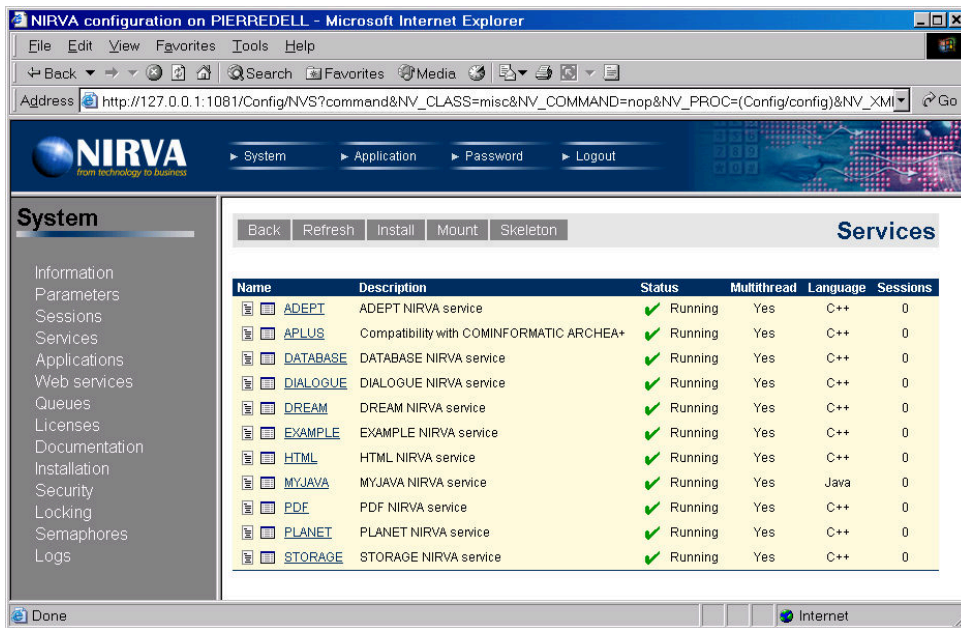 NIRVA configuration on PIERREDELL - Microsoft Internet Explorer
File Edit View Favorites Tools Help
Back Search Favorites Media
Address http://127.0.0.1:1081/Config/NVS?command&NV_CLASS=misc&NV_COMMAND=nop&NV_PROC=(Config/config)&NV_XMI Go
NIRVA
from technology to business
System Application Password Logout
System
Back Refresh Install Mount Skeleton
Services
Information
Parameters
Sessions
Services
Applications
Web services
Queues
Licenses
Documentation
Installation
Security
Locking
Semaphores
Logs
Name Description Status Multithread Language Sessions
ADEPT ADEPT NIRVA service Running Yes C++ 0
APLUS Compatibility with COMINFORMATIC ARCHEA+ Running Yes C++ 0
DATABASE DATABASE NIRVA service Running Yes C++ 0
DIALOGUE DIALOGUE NIRVA service Running Yes C++ 0
DREAM DREAM NIRVA service Running Yes C++ 0
EXAMPLE EXAMPLE NIRVA service Running Yes C++ 0
HTML HTML NIRVA service Running Yes C++ 0
MYJAVA MYJAVA NIRVA service Running Yes Java 0
PDF PDF NIRVA service Running Yes C++ 0
PLANET PLANET NIRVA service Running Yes C++ 0
STORAGE STORAGE NIRVA service Running Yes C++ 0
Done Internet